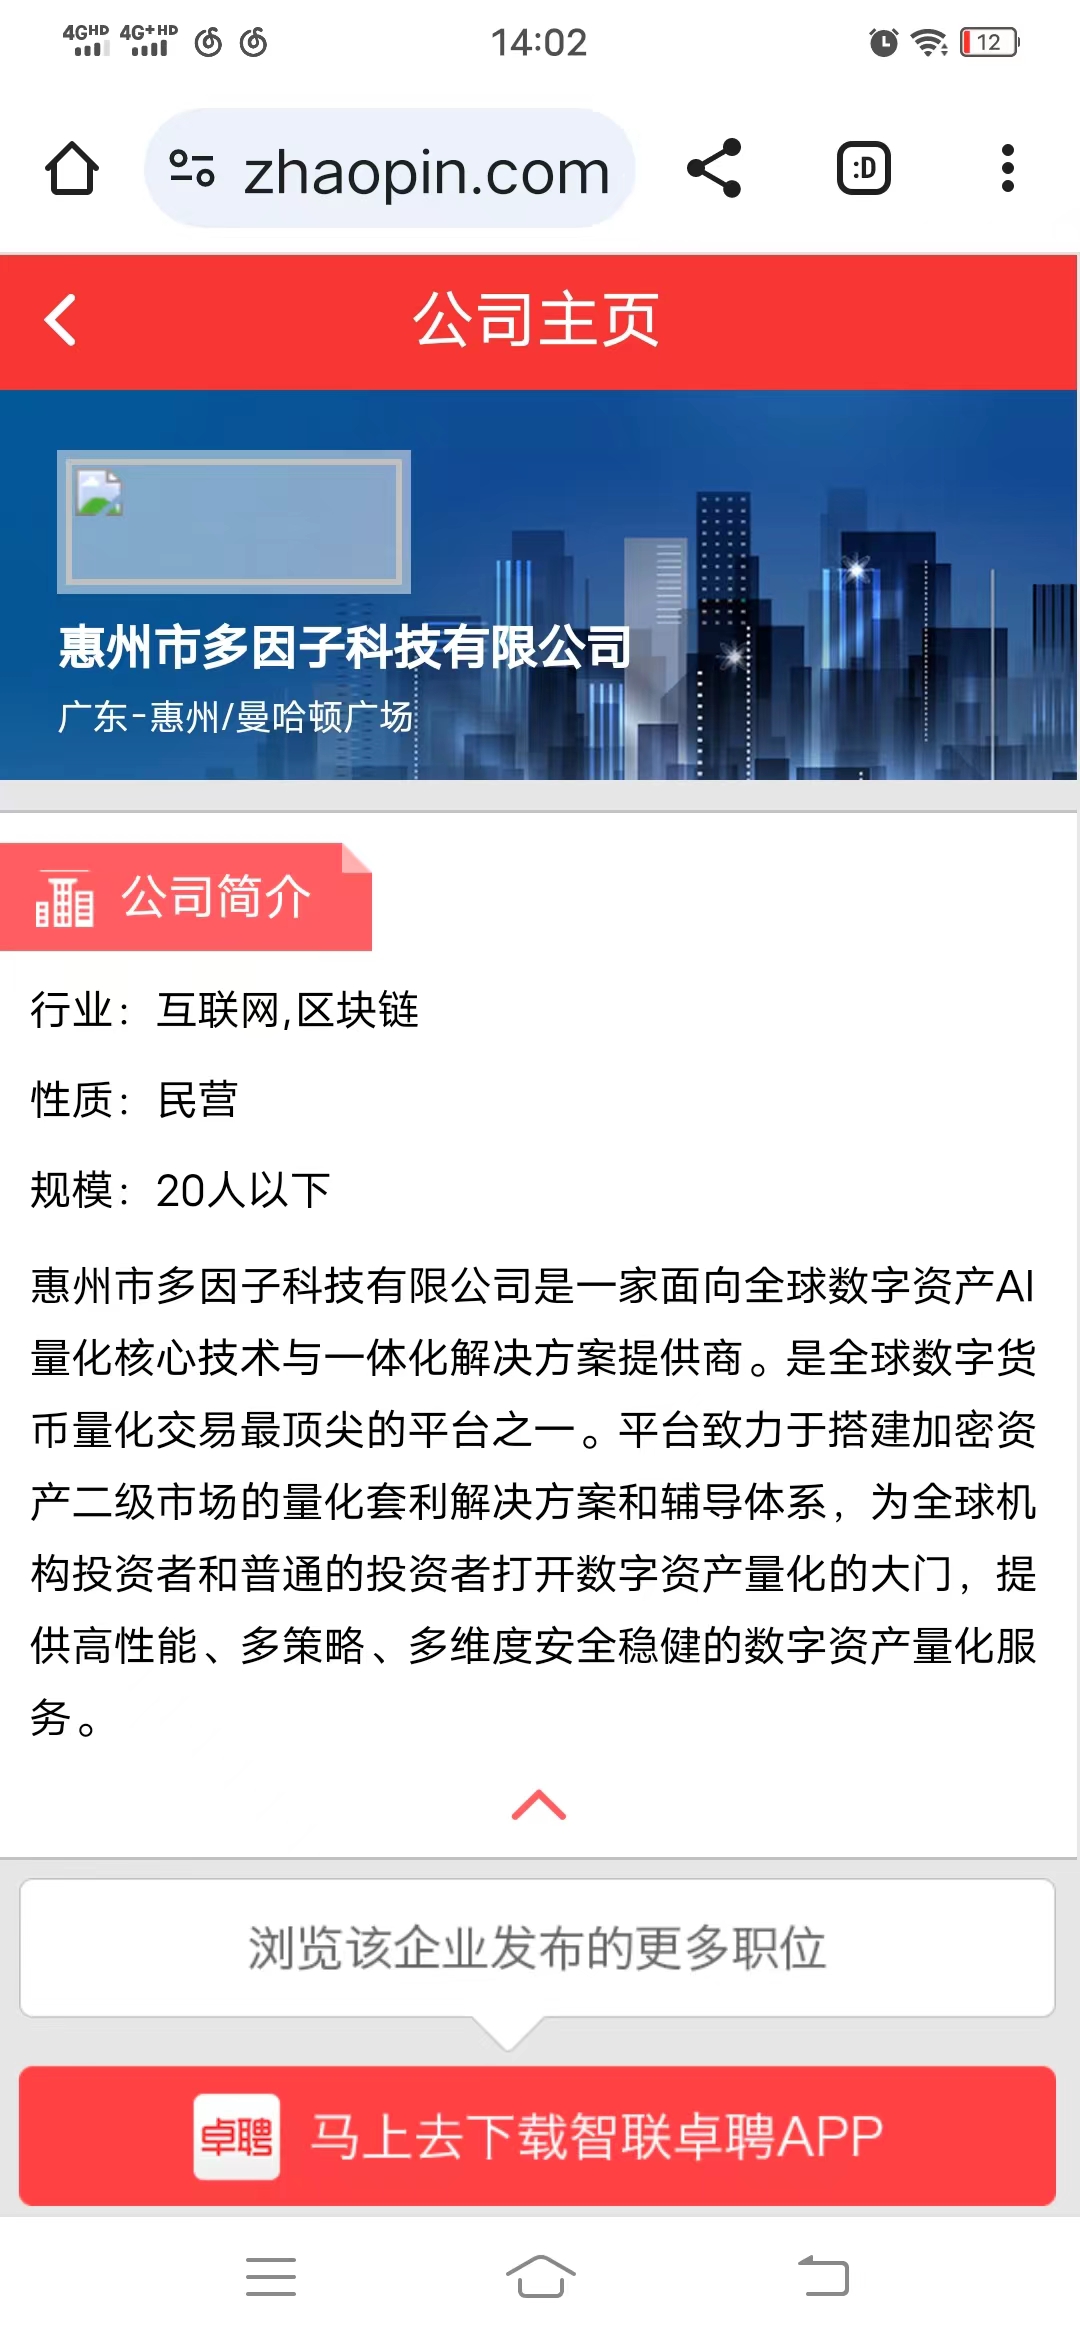 4GHD 4G+HD 14:02 12
zhaopin.com :D
公司主页
惠州市多因子科技有限公司
广东-惠州/曼哈顿广场
公司简介
行业：互联网,区块链
性质：民营
规模：20人以下
惠州市多因子科技有限公司是一家面向全球数字资产AI
量化核心技术与一体化解决方案提供商。是全球数字货
币量化交易最顶尖的平台之一。平台致力于搭建加密资
产二级市场的量化套利解决方案和辅导体系，为全球机
构投资者和普通的投资者打开数字资产量化的大门，提
供高性能、多策略、多维度安全稳健的数字资产量化服
务。
浏览该企业发布的更多职位
卓聘 马上去下载智联卓聘APP